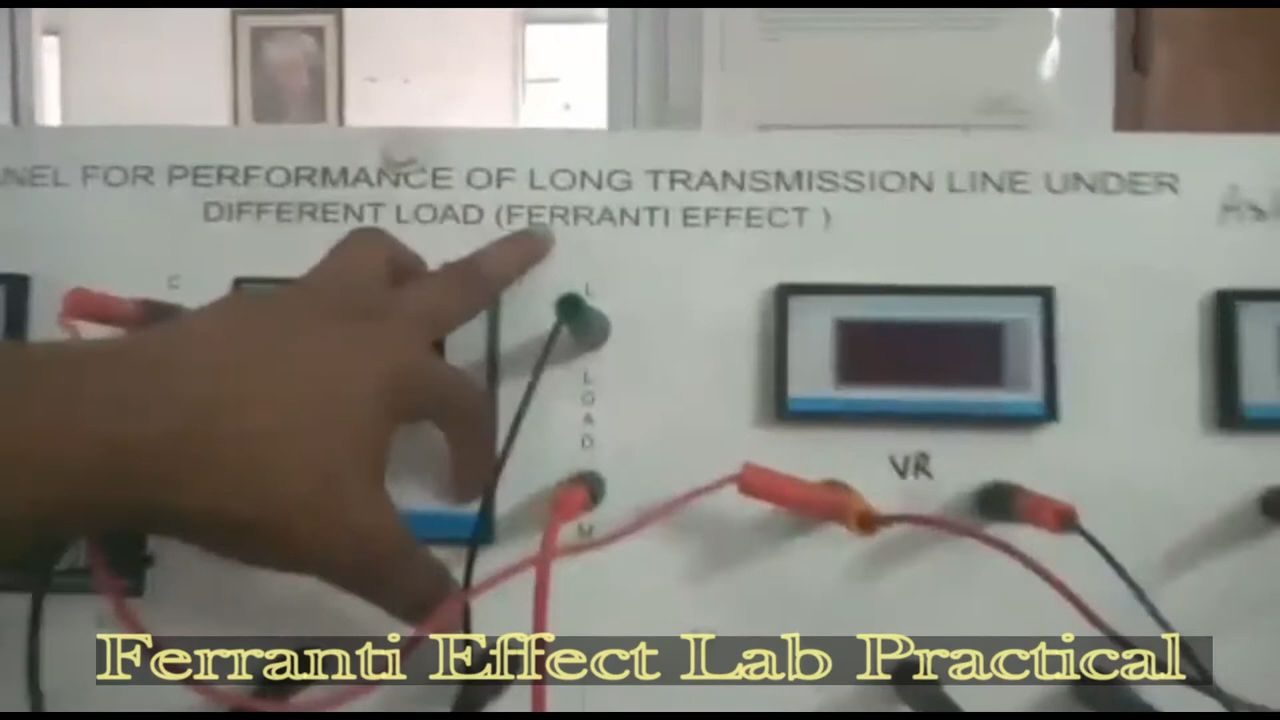 NEL FOR PERFORMANCE OF LONG TRANSMISSION LINE UNDER
DIFFERENT LOAD (FERRANTI EFFECT )
C
L
LOAD
M
VR
Ferranti Effect Lab Practical